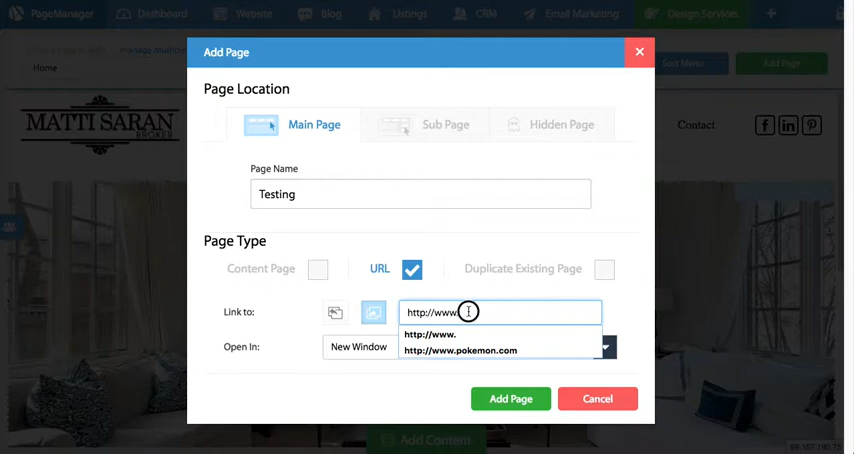 PageManager Dashboard Website Blog Listings CRM Email Marketing Design Services +
Home
Sort Menu Add Page
MATTI SARAN
BROKER
Contact
Add Page
Page Location
Main Page Sub Page Hidden Page
Page Name
Testing
Page Type
Content Page URL Duplicate Existing Page
Link to: http://www.
http://www.
http://www.pokemon.com
Open In: New Window
Add Page Cancel
Add Content